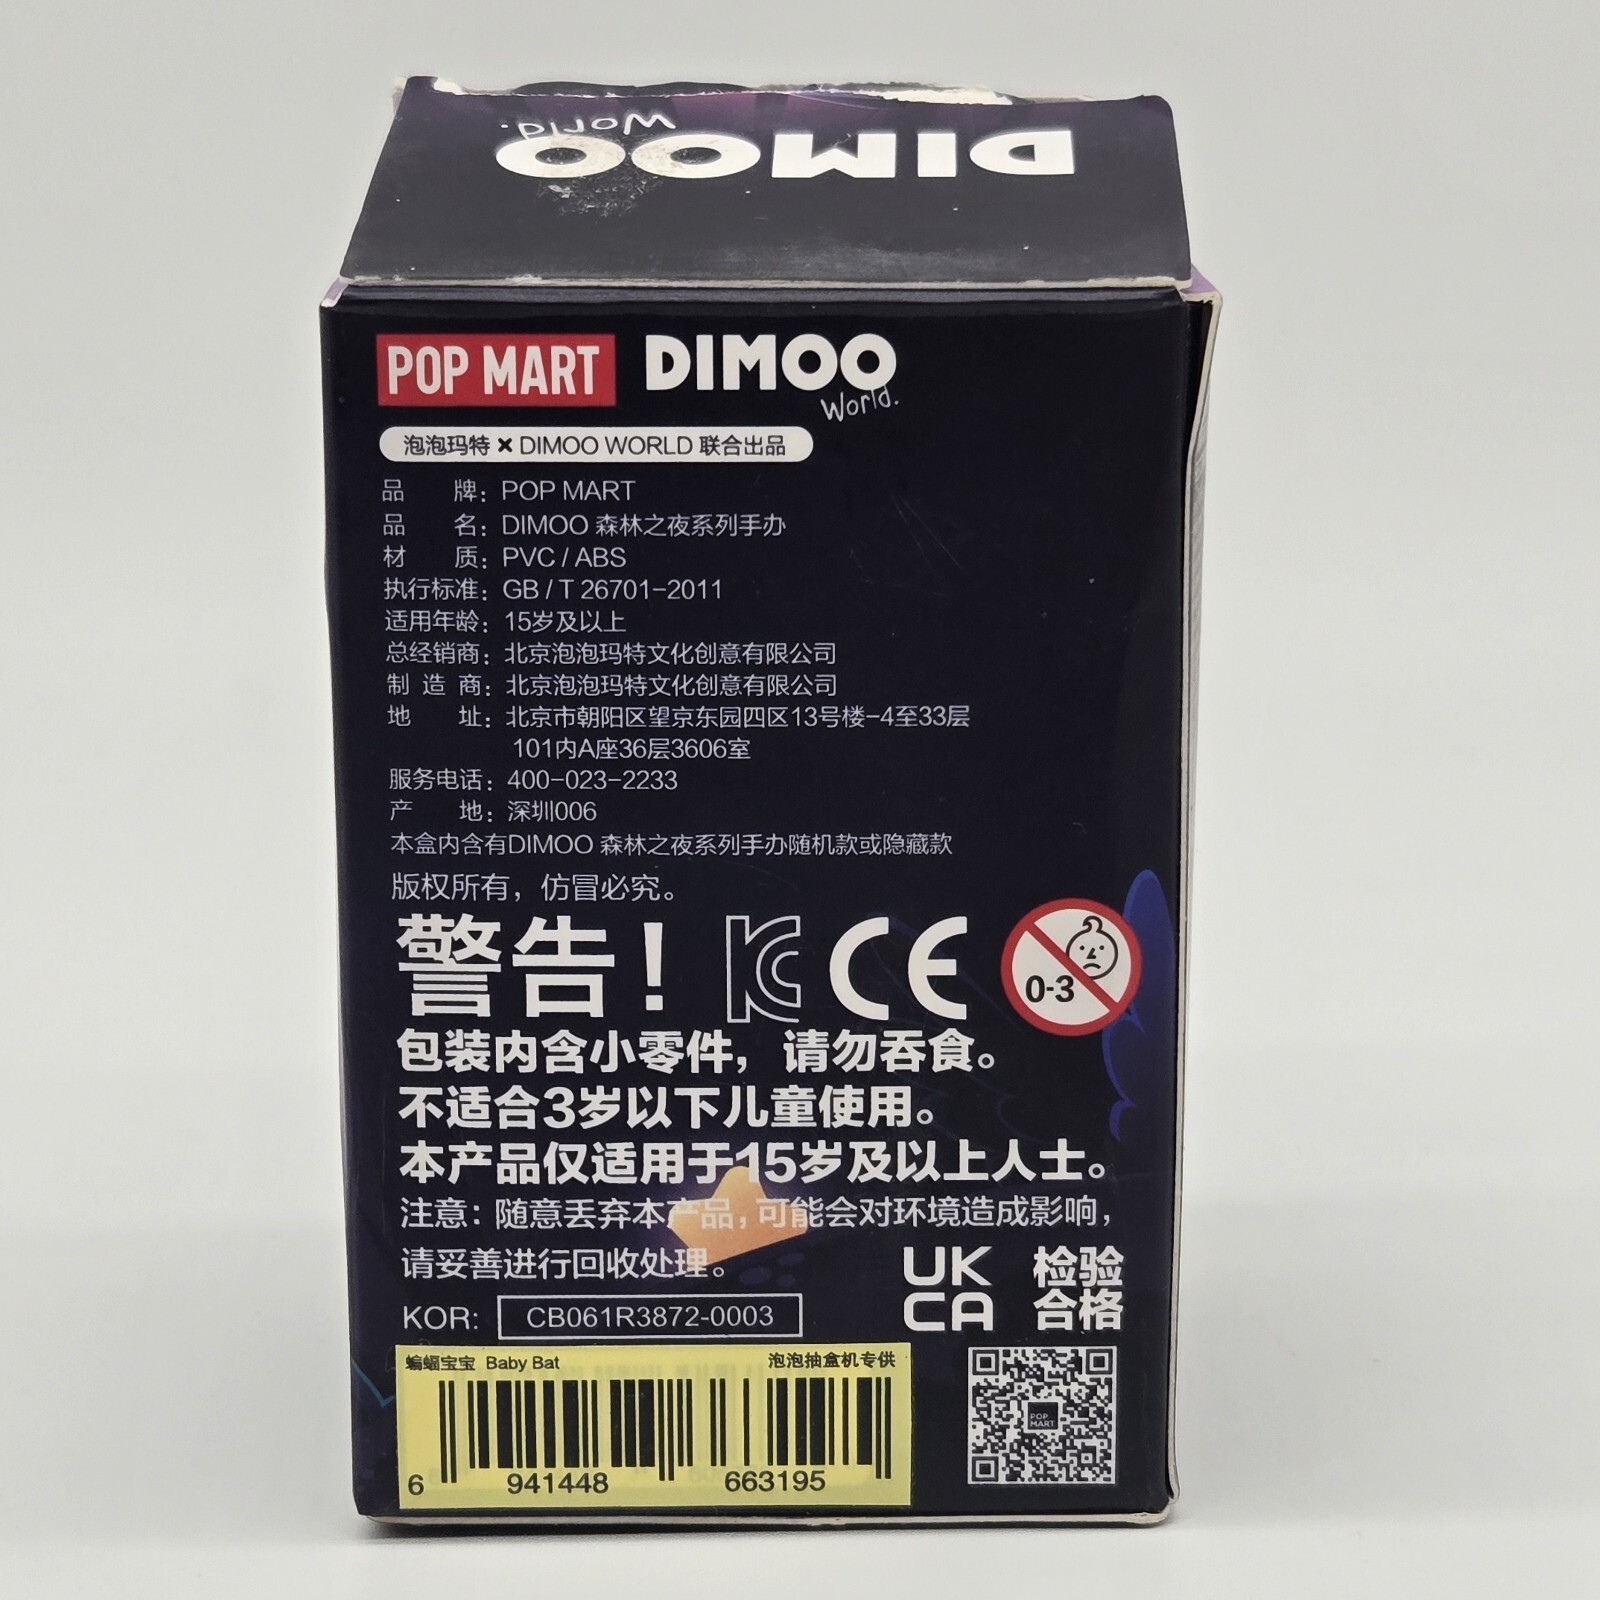 DIMOO
World.
POP MART DIMOO
World.
泡泡玛特 × DIMOO WORLD 联合出品
品 牌：POP MART
品 名：DIMOO 森林之夜系列手办
材 质：PVC / ABS
执行标准：GB / T 26701-2011
适用年龄：15岁及以上
总经销商：北京泡泡玛特文化创意有限公司
制 造 商：北京泡泡玛特文化创意有限公司
地 址：北京市朝阳区望京东园四区13号楼-4至33层
101内A座36层3606室
服务电话：400-023-2233
产 地：深圳006
本盒内含有DIMOO 森林之夜系列手办随机款或隐藏款
版权所有，仿冒必究。
警告！ KC CE 0-3
包装内含小零件，请勿吞食。
不适合3岁以下儿童使用。
本产品仅适用于15岁及以上人士。
注意：随意丢弃本产品，可能会对环境造成影响，
请妥善进行回收处理。
UK
CA
检验
合格
KOR: CB061R3872-0003
蝙蝠宝宝 Baby Bat 泡泡抽盒机专供
6 941448 663195
POP
MART